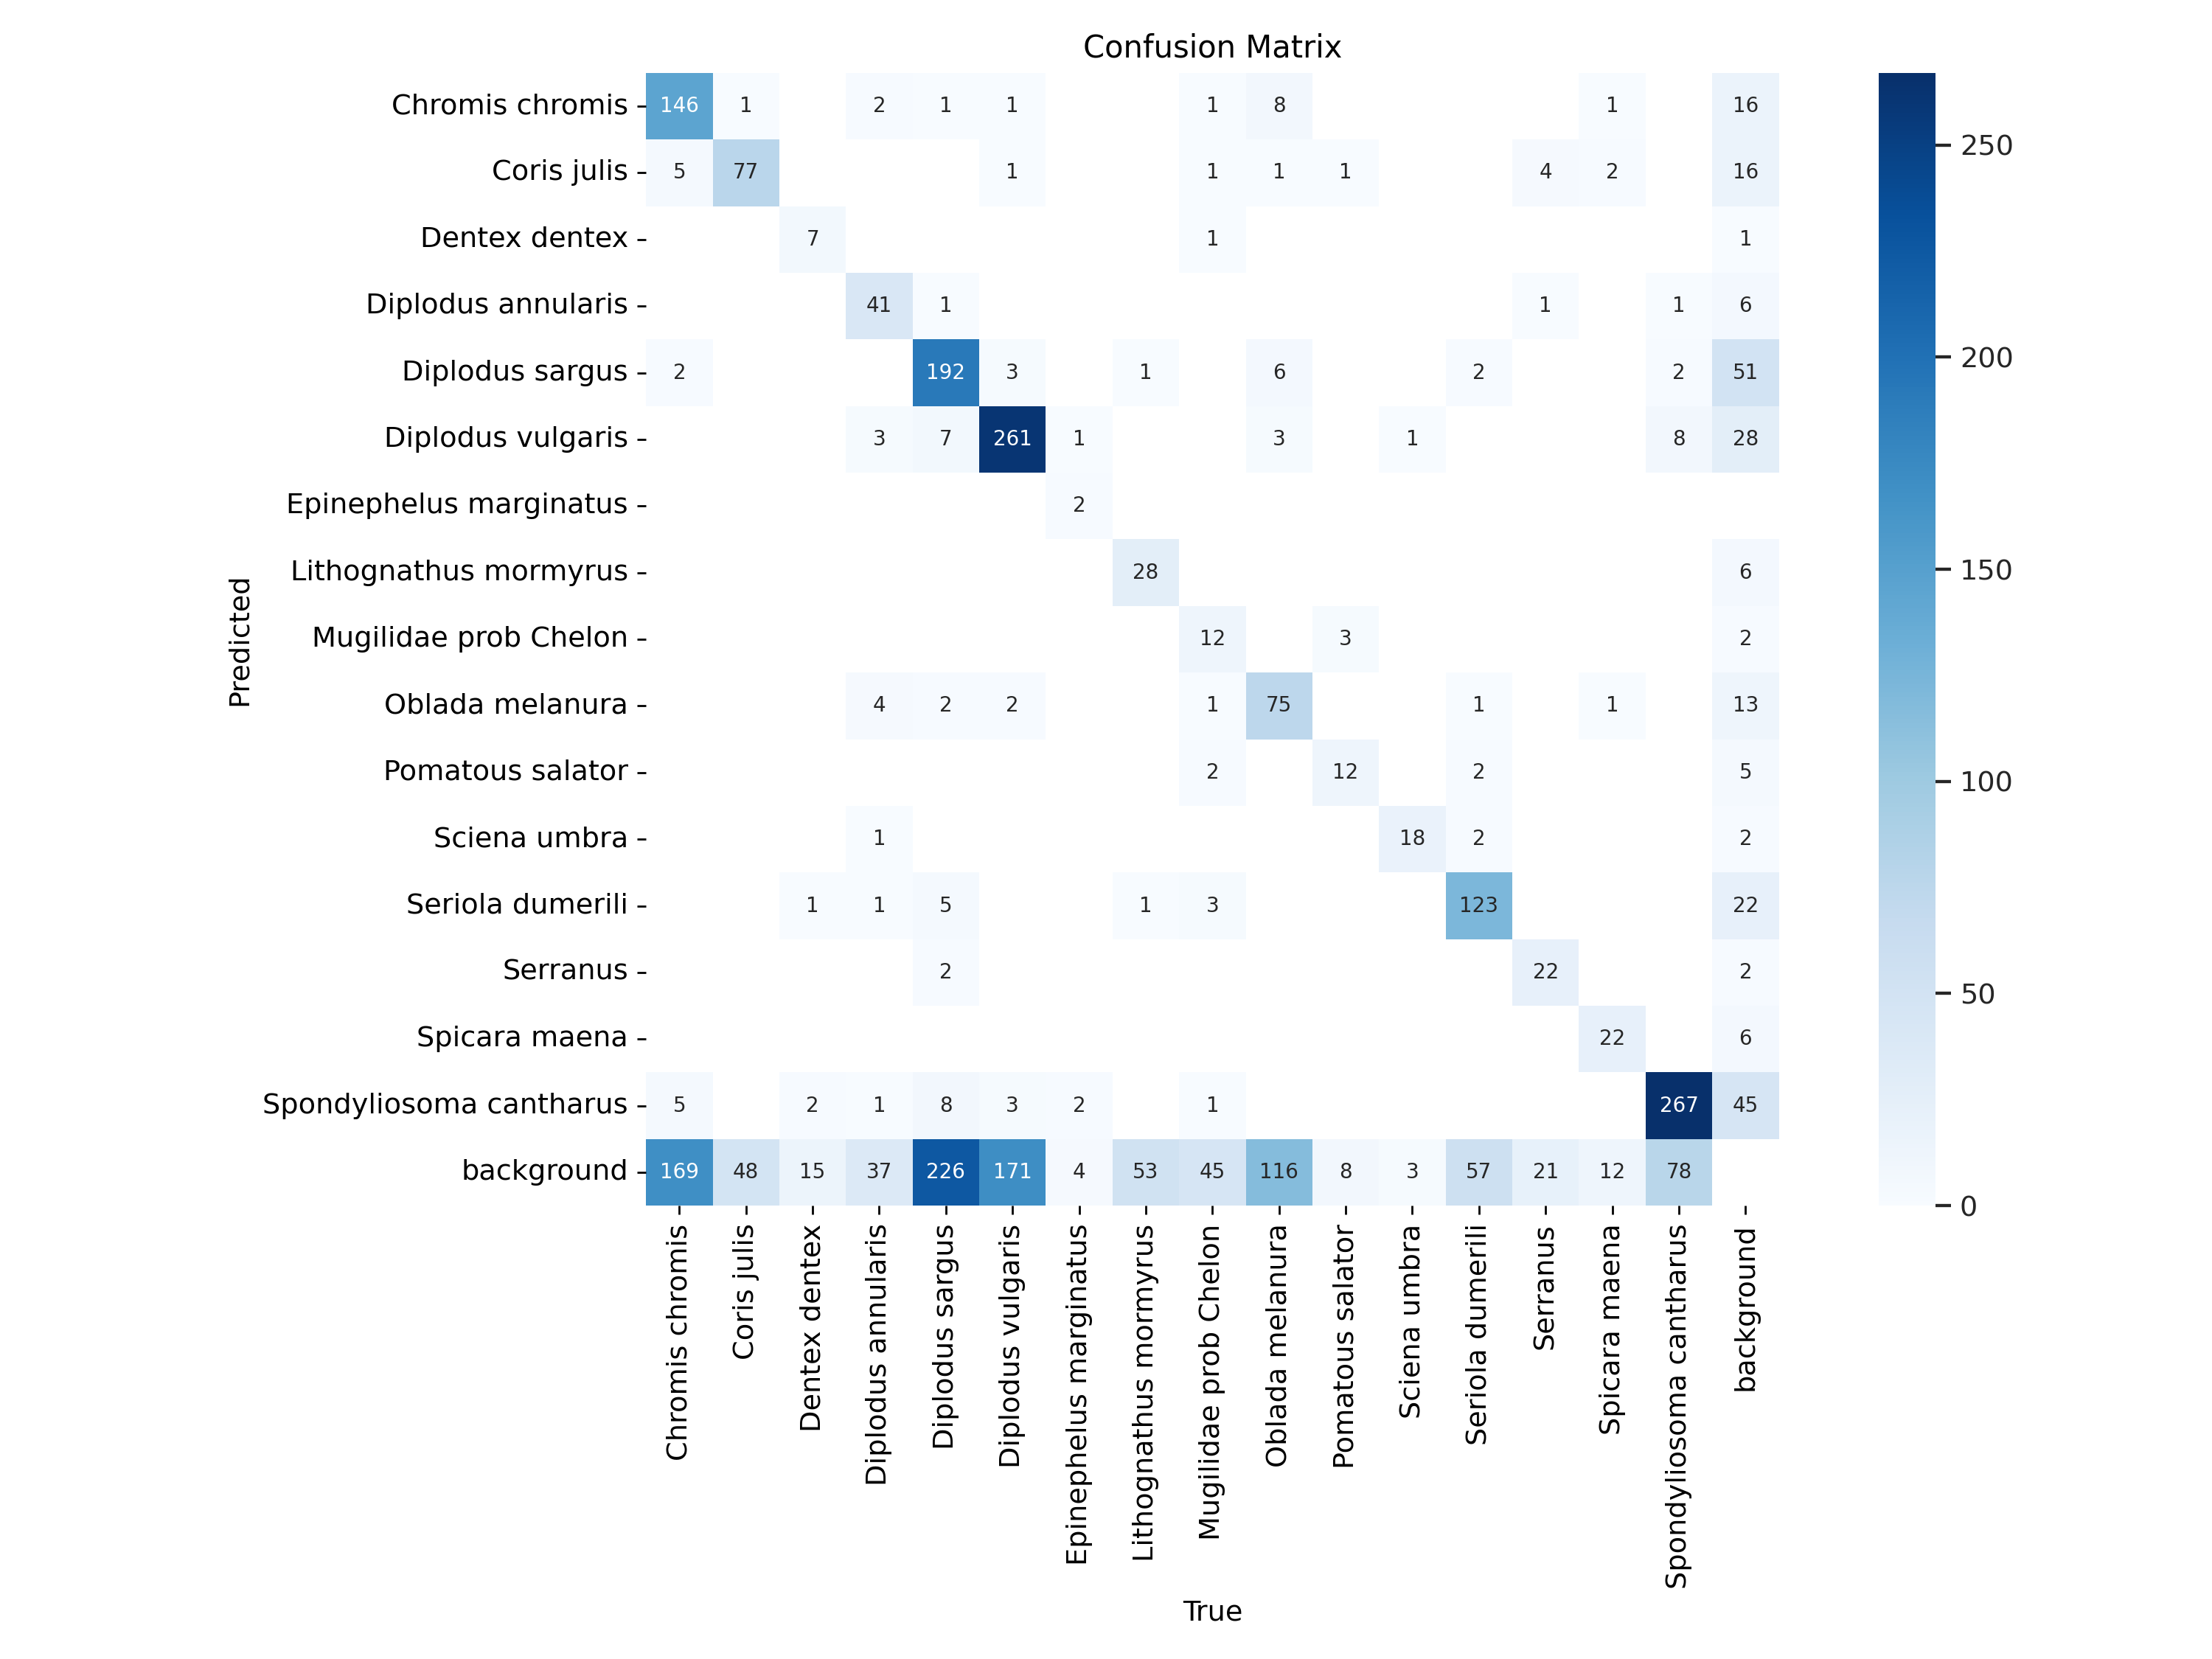 Confusion Matrix
Predicted
Chromis chromis 146 1 2 1 1 1 8 1 16
Coris julis 5 77 1 1 1 1 4 2 16
Dentex dentex 7 1 1
Diplodus annularis 41 1 1 1 6
Diplodus sargus 2 192 3 1 6 2 2 51
Diplodus vulgaris 3 7 261 1 3 1 8 28
Epinephelus marginatus 2
Lithognathus mormyrus 28 6
Mugilidae prob Chelon 12 3 2
Oblada melanura 4 2 2 1 75 1 1 13
Pomatous salator 2 12 2 5
Sciena umbra 1 18 2 2
Seriola dumerili 1 1 5 1 3 123 22
Serranus 2 22 2
Spicara maena 22 6
Spondyliosoma cantharus 5 2 1 8 3 2 1 267 45
background 169 48 15 37 226 171 4 53 45 116 8 3 57 21 12 78
Chromis chromis
Coris julis
Dentex dentex
Diplodus annularis
Diplodus sargus
Diplodus vulgaris
Epinephelus marginatus
Lithognathus mormyrus
Mugilidae prob Chelon
Oblada melanura
Pomatous salator
Sciena umbra
Seriola dumerili
Serranus
Spicara maena
Spondyliosoma cantharus
background
True
250
200
150
100
50
0